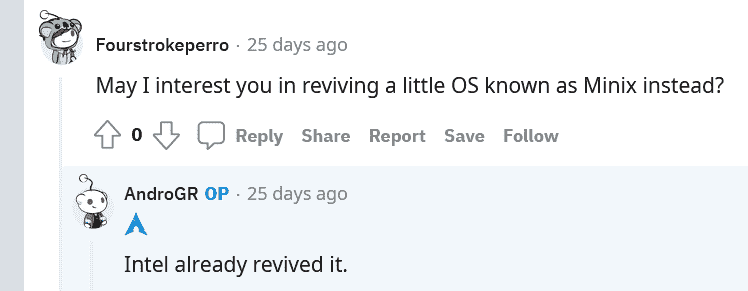 Fourstrokeperro · 25 days ago
May I interest you in reviving a little OS known as Minix instead?
0 Reply Share Report Save Follow
AndroGR OP · 25 days ago
Intel already revived it.